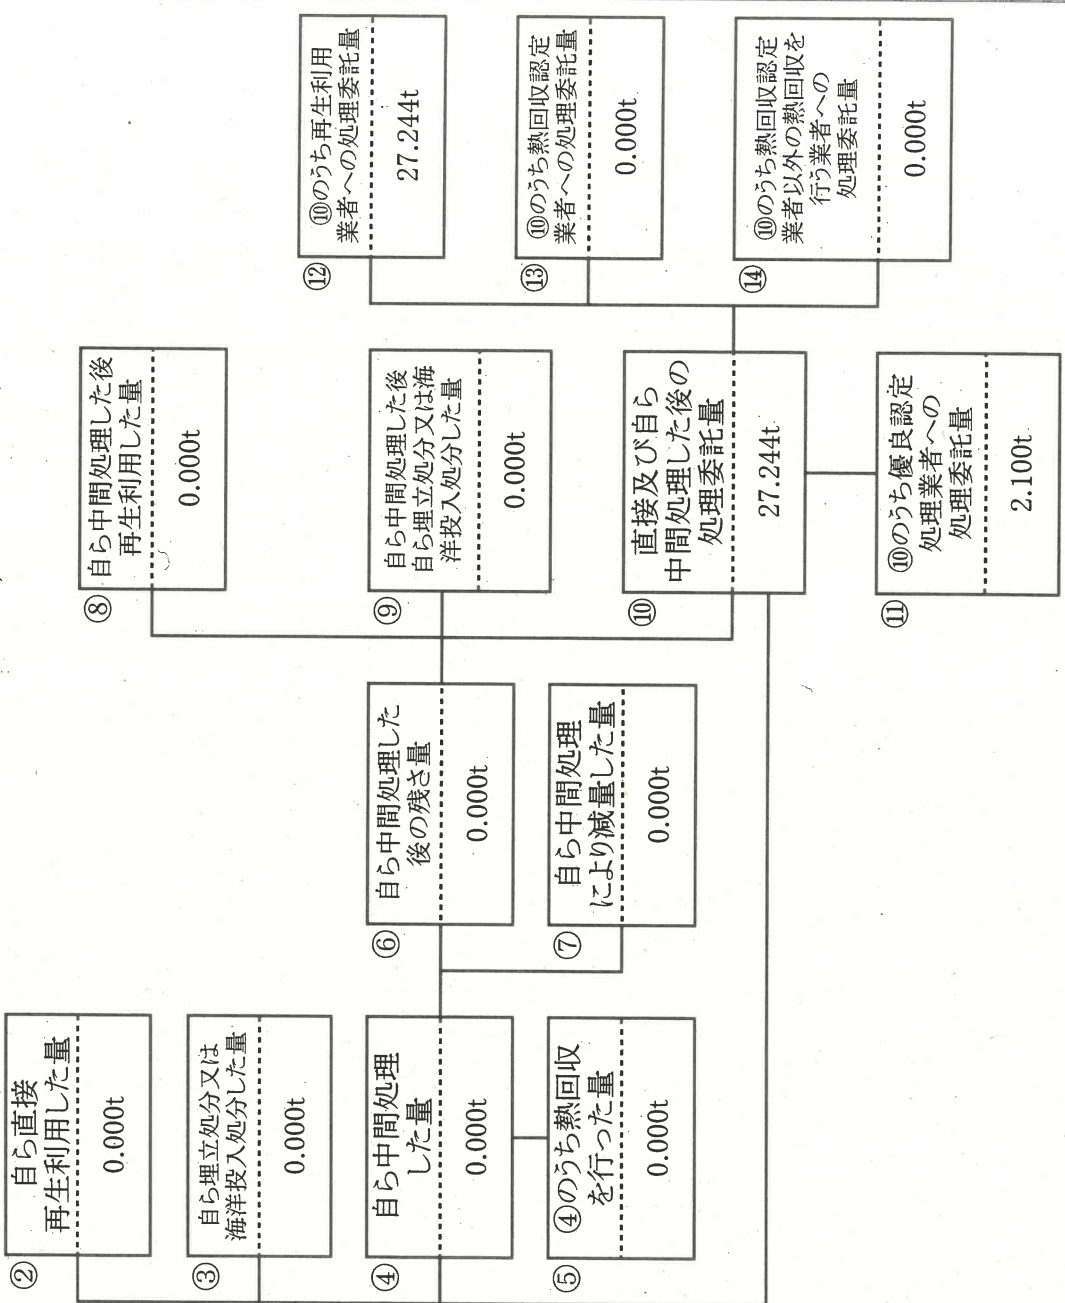 ②
自ら直接
再生利用した量
0.000t
③
自ら埋立処分又は
海洋投入処分した量
0.000t
④
自ら中間処理
した量
0.000t
⑤
④のうち熱回収
を行った量
0.000t
⑥
自ら中間処理した
後の残さ量
0.000t
⑦
自ら中間処理
により減量した量
0.000t
⑧
自ら中間処理した後
再生利用した量
0.000t
⑨
自ら中間処理した後
自ら埋立処分又は海
洋投入処分した量
0.000t
⑩
直接及び自ら
中間処理した後の
処理委託量
27.244t
⑪
⑩のうち優良認定
処理業者への
処理委託量
2.100t
⑫
⑩のうち再生利用
業者への処理委託量
27.244t
⑬
⑩のうち熱回収認定
業者への処理委託量
0.000t
⑭
⑩のうち熱回収認定
業者以外の熱回収を
行う業者への
処理委託量
0.000t